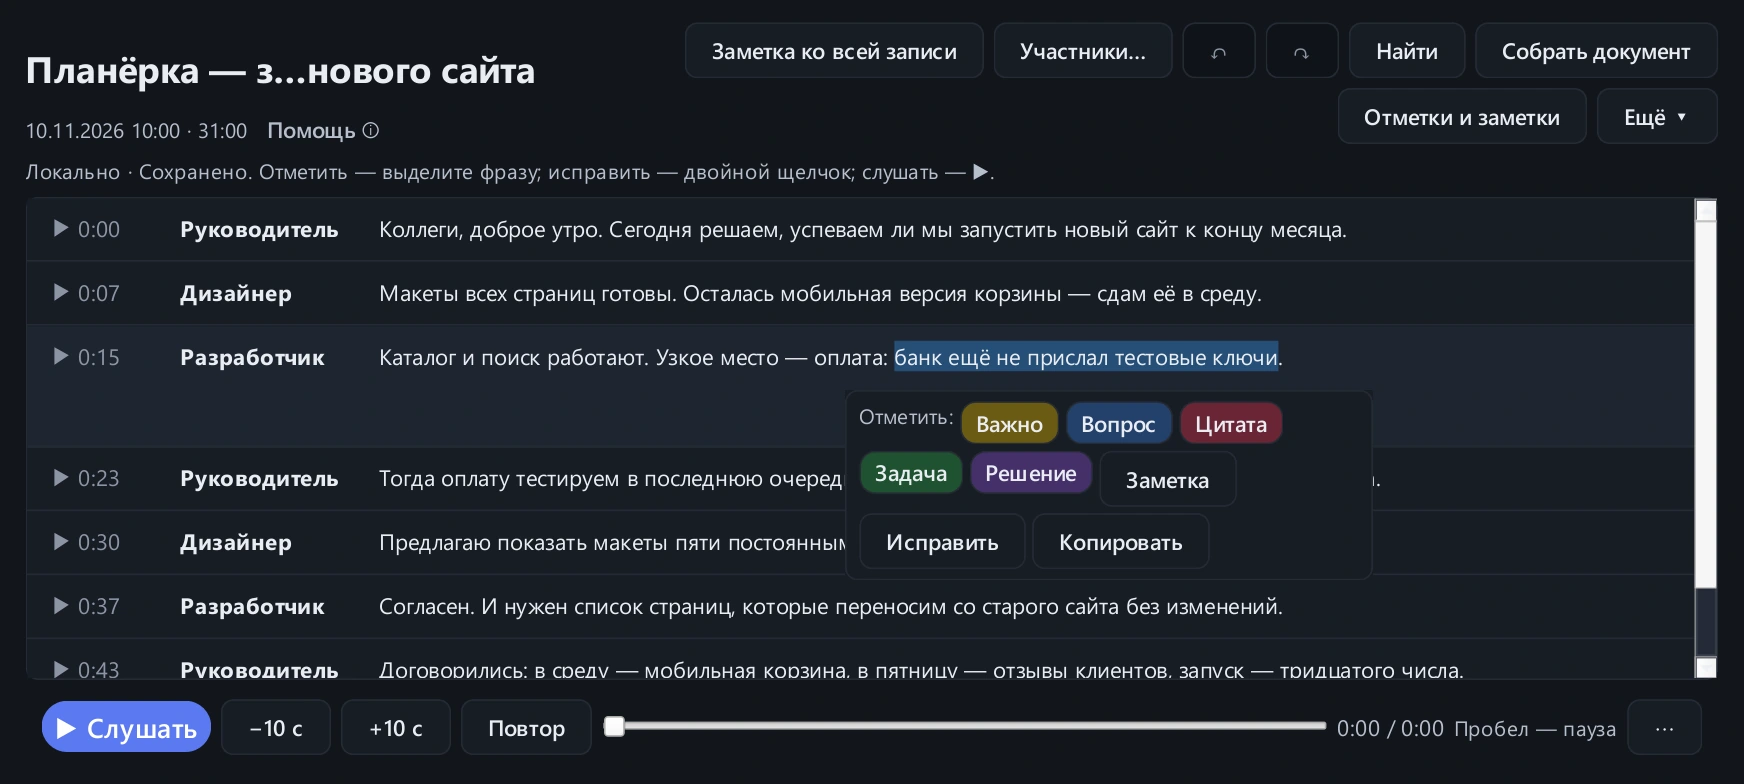 Планёрка — з…нового сайта
Заметка ко всей записи
Участники…
Найти
Собрать документ
Отметки и заметки
Ещё ▼
10.11.2026 10:00 · 31:00 Помощь ⓘ
Локально · Сохранено. Отметить — выделите фразу; исправить — двойной щелчок; слушать — ▶.
▶ 0:00 Руководитель Коллеги, доброе утро. Сегодня решаем, успеваем ли мы запустить новый сайт к концу месяца.
▶ 0:07 Дизайнер Макеты всех страниц готовы. Осталась мобильная версия корзины — сдам её в среду.
▶ 0:15 Разработчик Каталог и поиск работают. Узкое место — оплата: банк ещё не прислал тестовые ключи.
Отметить: Важно Вопрос Цитата
Задача Решение Заметка
Исправить Копировать
▶ 0:23 Руководитель Тогда оплату тестируем в последнюю
▶ 0:30 Дизайнер Предлагаю показать макеты пяти
▶ 0:37 Разработчик Согласен. И нужен список страниц, которые переносим со старого сайта без изменений.
▶ 0:43 Руководитель Договорились: в среду — мобильная корзина, в пятницу — отзывы клиентов, запуск — тридцатого числа.
▶ Слушать −10 с +10 с Повтор 0:00 / 0:00 Пробел — пауза …